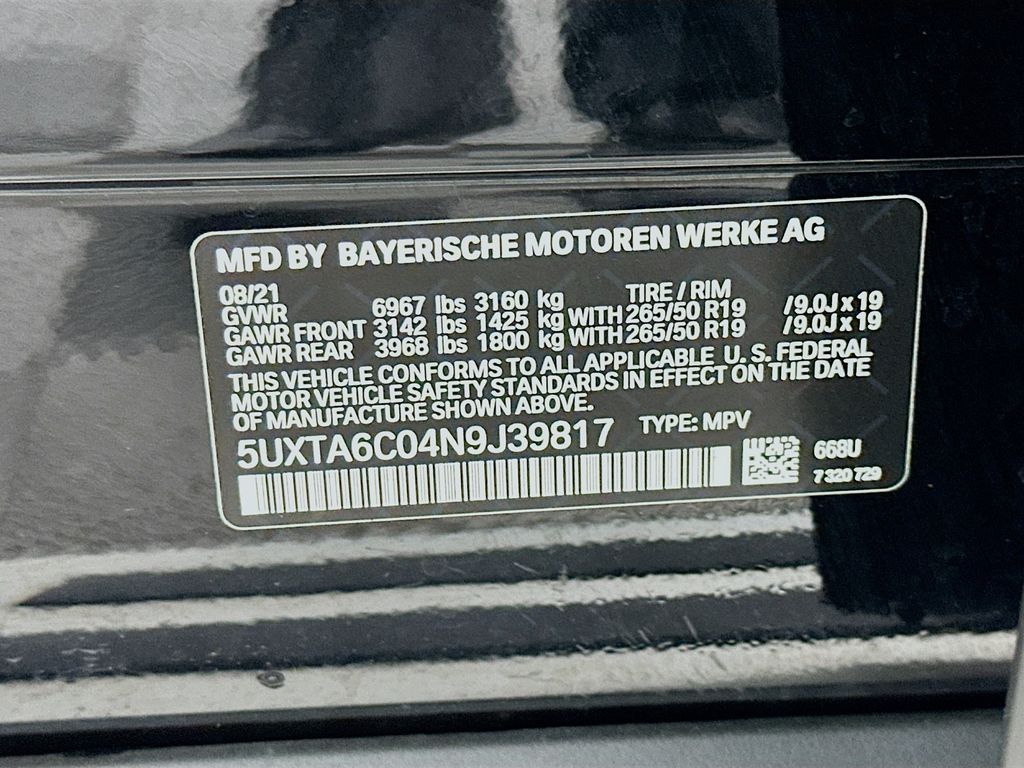 MFD BY BAYERISCHE MOTOREN WERKE AG
08/21 TIRE / RIM
GVWR 6967 lbs 3160 kg
GAWR FRONT 3142 lbs 1425 kg WITH 265/50 R19 /9.0J x 19
GAWR REAR 3968 lbs 1800 kg WITH 265/50 R19 /9.0J x 19
THIS VEHICLE CONFORMS TO ALL APPLICABLE U. S. FEDERAL
MOTOR VEHICLE SAFETY STANDARDS IN EFFECT ON THE DATE
OF MANUFACTURE SHOWN ABOVE.
5UXTA6C04N9J39817 TYPE: MPV
668U
7 320 729